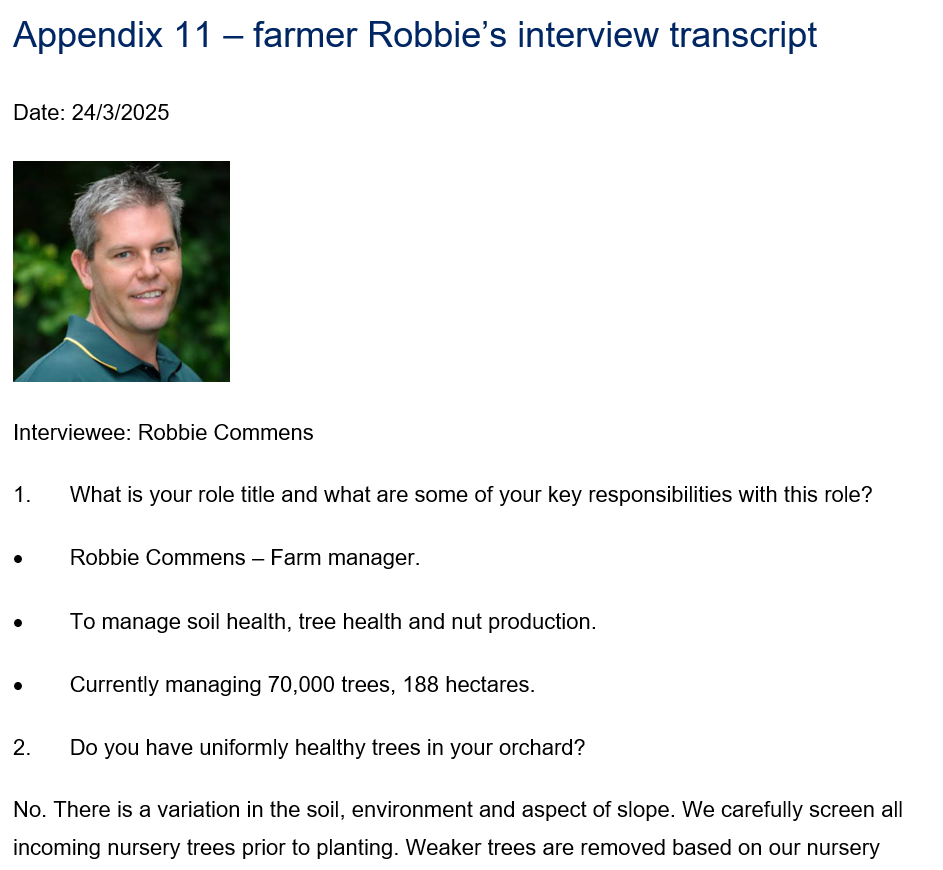 Appendix 11 – farmer Robbie’s interview transcript
Date: 24/3/2025
Interviewee: Robbie Commens
1. What is your role title and what are some of your key responsibilities with this role?
• Robbie Commens – Farm manager.
• To manage soil health, tree health and nut production.
• Currently managing 70,000 trees, 188 hectares.
2. Do you have uniformly healthy trees in your orchard?
No. There is a variation in the soil, environment and aspect of slope. We carefully screen all
incoming nursery trees prior to planting. Weaker trees are removed based on our nursery